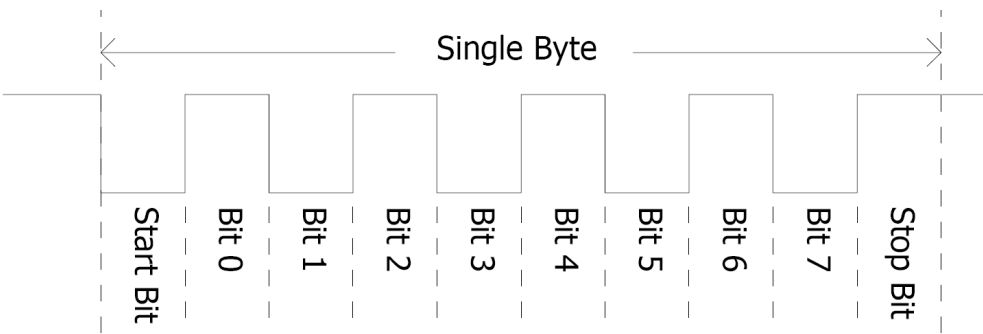 Single Byte
Start Bit
Bit 0
Bit 1
Bit 2
Bit 3
Bit 4
Bit 5
Bit 6
Bit 7
Stop Bit